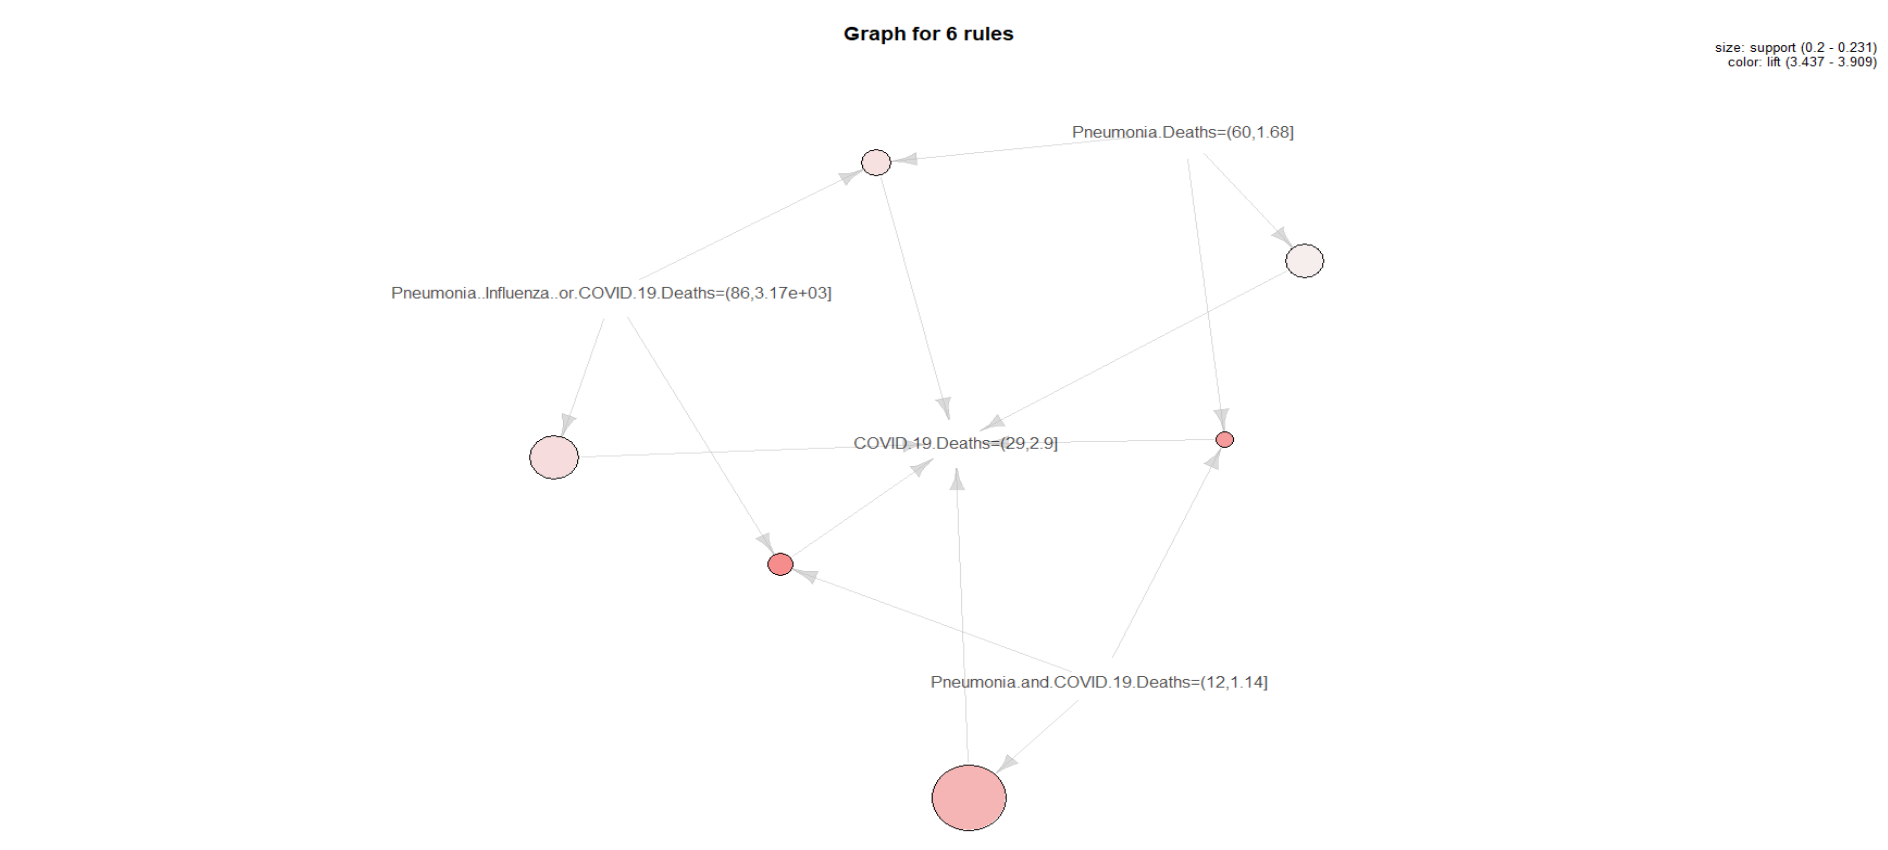 Graph for 6 rules
size: support (0.2 - 0.231)
color: lift (3.437 - 3.909)
Pneumonia.Deaths=(60,1.68]
Pneumonia..Influenza..or.COVID.19.Deaths=(86,3.17e+03]
COVID.19.Deaths=(29,2.9]
Pneumonia.and.COVID.19.Deaths=(12,1.14]